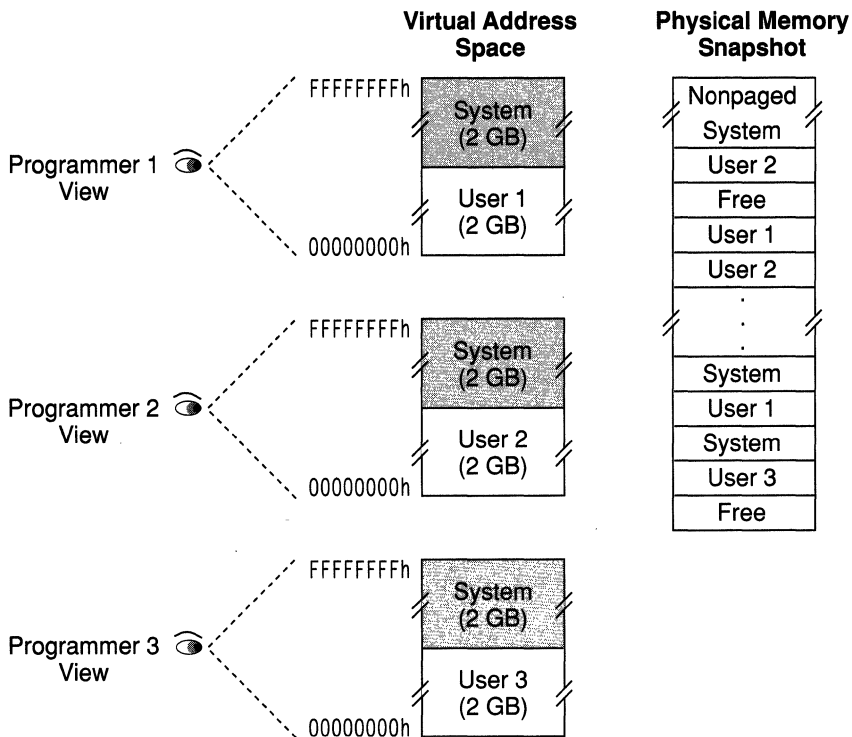 Virtual Address
Space
Physical Memory
Snapshot
Programmer 1
View
FFFFFFFFh
00000000h
System
(2 GB)
User 1
(2 GB)
Programmer 2
View
FFFFFFFFh
00000000h
System
(2 GB)
User 2
(2 GB)
Programmer 3
View
FFFFFFFFh
00000000h
System
(2 GB)
User 3
(2 GB)
Nonpaged
System
User 2
Free
User 1
User 2
.
.
.
System
User 1
System
User 3
Free